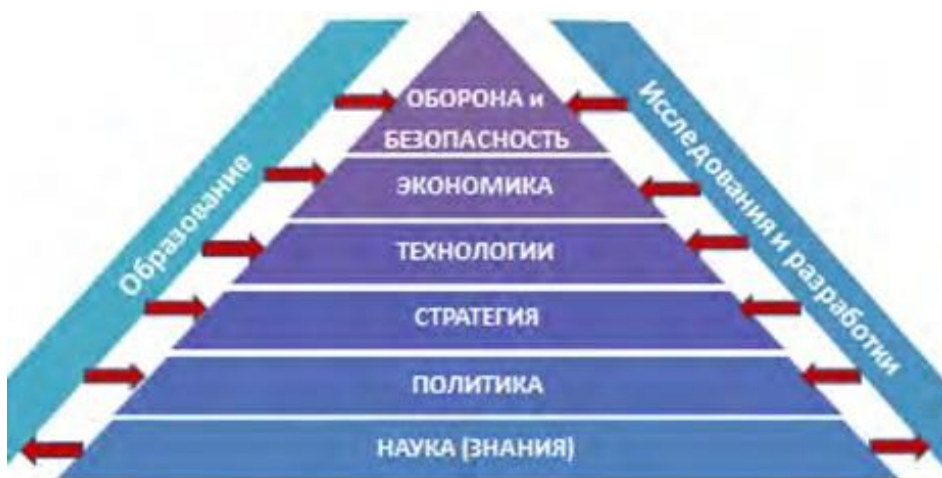 ОБОРОНА и
БЕЗОПАСНОСТЬ
ЭКОНОМИКА
ТЕХНОЛОГИИ
СТРАТЕГИЯ
ПОЛИТИКА
НАУКА (ЗНАНИЯ)
Образование
Исследования и разработки